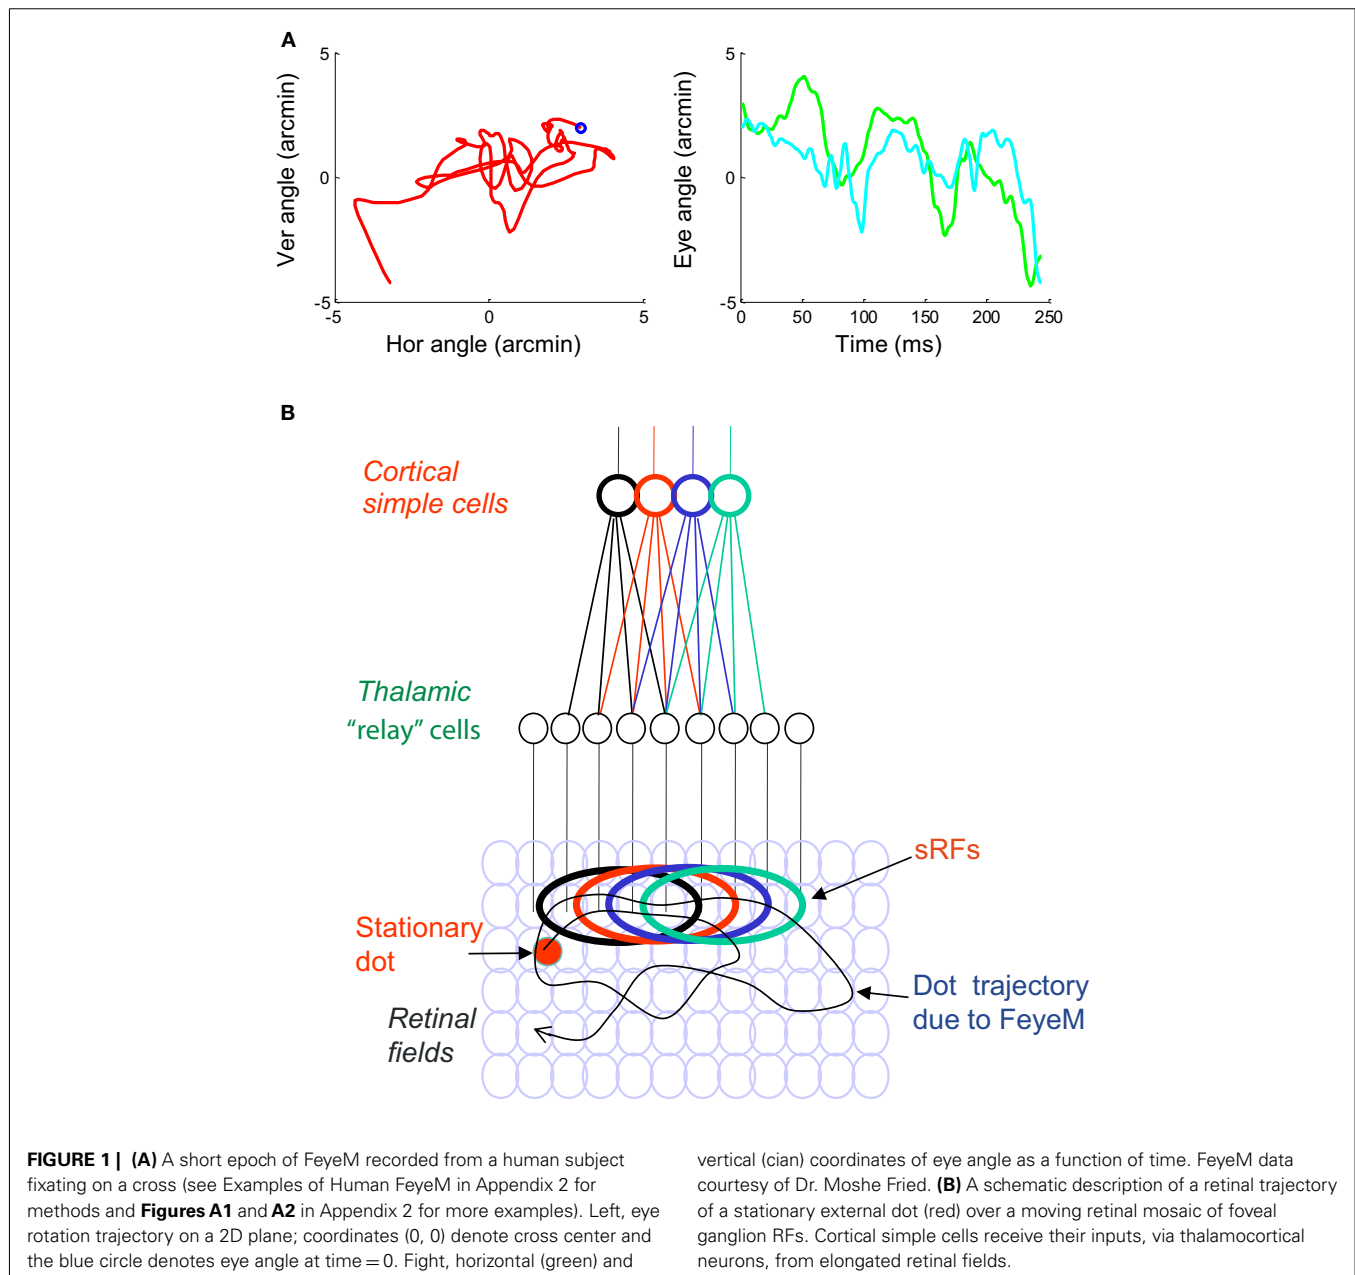 A
5
0
-5
Ver angle (arcmin)
-5
0
5
Hor angle (arcmin)
5
0
-5
Eye angle (arcmin)
0
50
100
150
200
250
Time (ms)
B
Cortical
simple cells
Thalamic
“relay” cells
sRFs
Stationary
dot
Dot trajectory
due to FeyeM
Retinal
fields
FIGURE 1 | (A) A short epoch of FeyeM recorded from a human subject
fixating on a cross (see Examples of Human FeyeM in Appendix 2 for
methods and Figures A1 and A2 in Appendix 2 for more examples). Left, eye
rotation trajectory on a 2D plane; coordinates (0, 0) denote cross center and
the blue circle denotes eye angle at time = 0. Fight, horizontal (green) and
vertical (cian) coordinates of eye angle as a function of time. FeyeM data
courtesy of Dr. Moshe Fried. (B) A schematic description of a retinal trajectory
of a stationary external dot (red) over a moving retinal mosaic of foveal
ganglion RFs. Cortical simple cells receive their inputs, via thalamocortical
neurons, from elongated retinal fields.